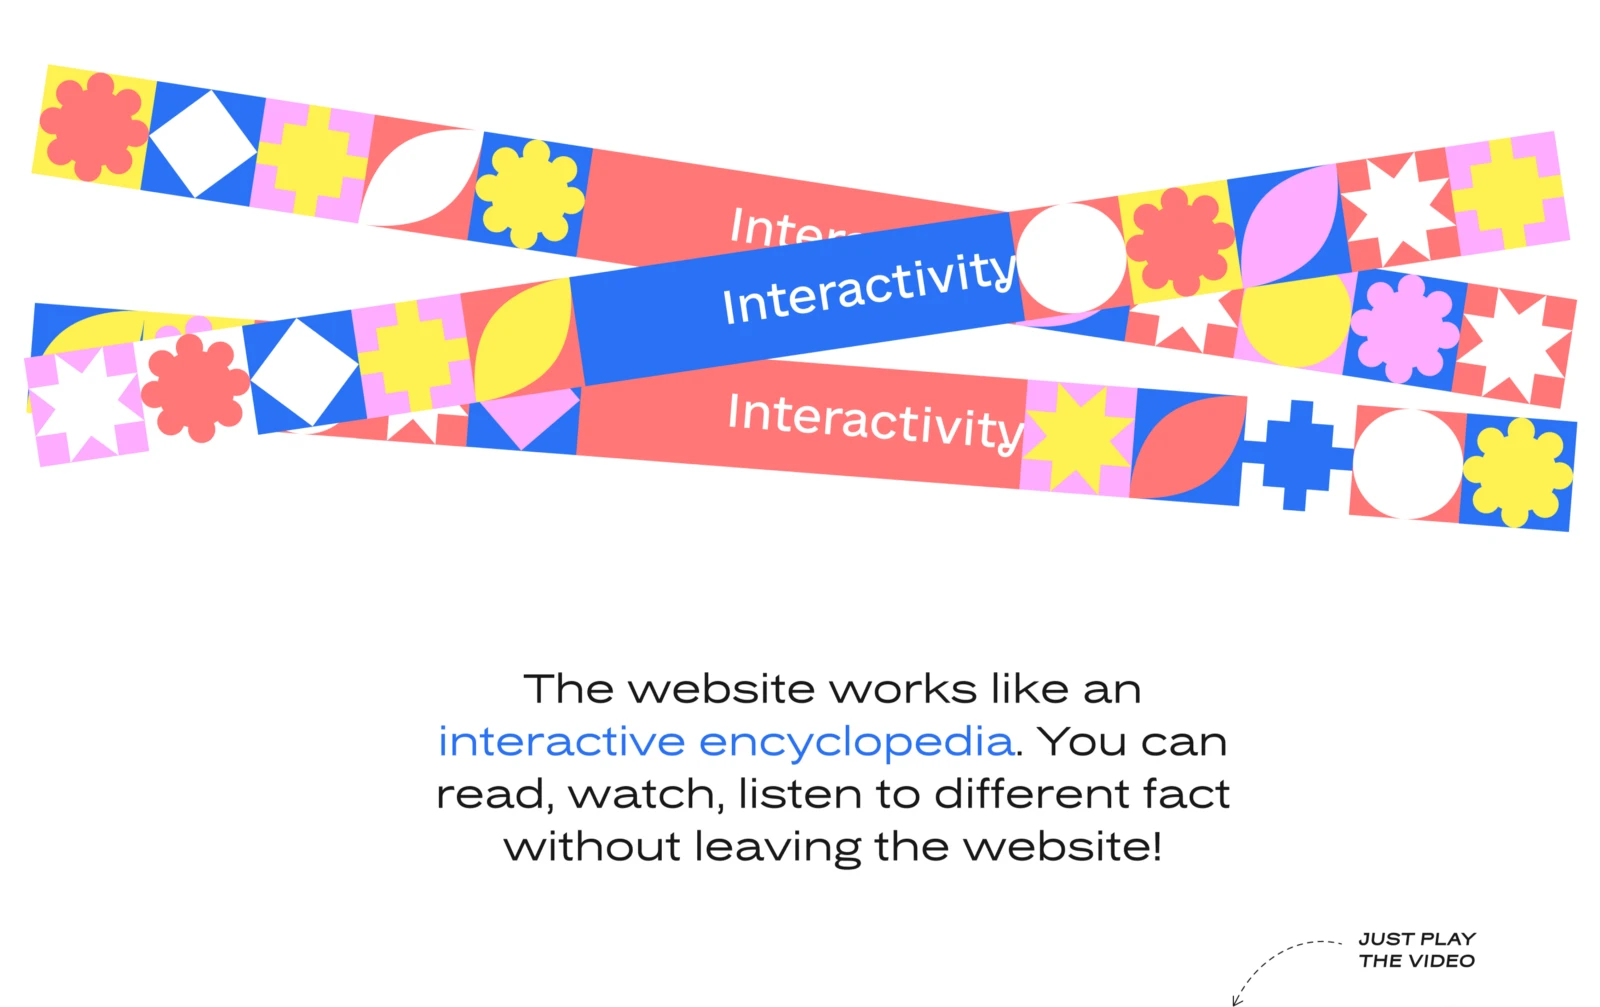 Interactivity
Interactivity
The website works like an
interactive encyclopedia. You can
read, watch, listen to different fact
without leaving the website!
JUST PLAY
THE VIDEO